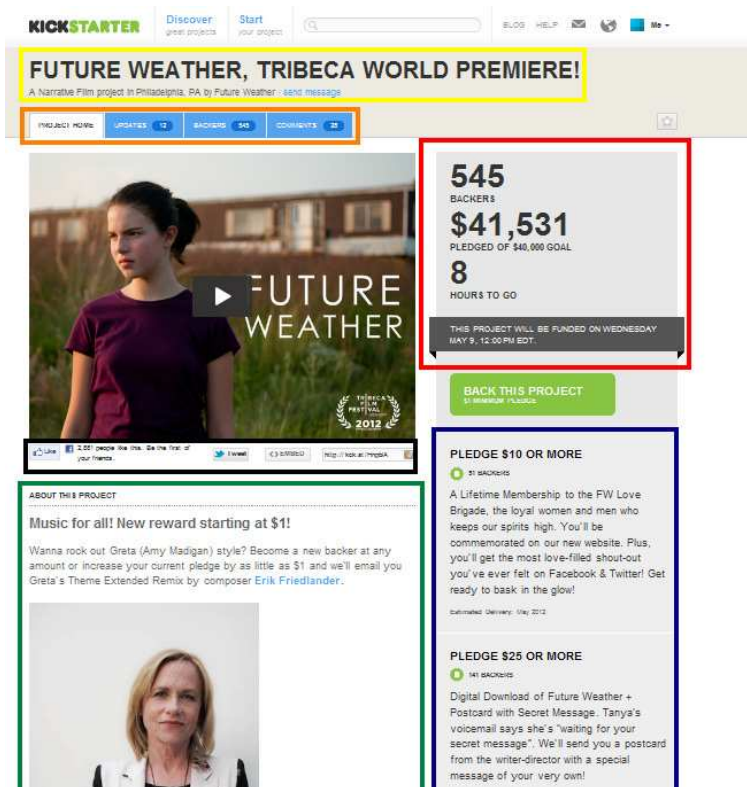 KICKSTARTER
Discover
great projects
Start
your project
BLOG HELP Me
FUTURE WEATHER, TRIBECA WORLD PREMIERE!
A Narrative Film project in Philadelphia, PA by Future Weather · send message
PROJECT HOME UPDATES 12 BACKERS 545 COMMENTS 25
545
BACKERS
$41,531
PLEDGED OF $40,000 GOAL
8
HOURS TO GO
THIS PROJECT WILL BE FUNDED ON WEDNESDAY
MAY 9, 12:00 PM EDT.
FUTURE
WEATHER
TRIBECA
FILM
FESTIVAL
2012
BACK THIS PROJECT
$1 MINIMUM PLEDGE
Like people like this. Be the first of
your friends.
Tweet
EMBED
ABOUT THIS PROJECT
Music for all! New reward starting at $1!
Wanna rock out Greta (Amy Madigan) style? Become a new backer at any
amount or increase your current pledge by as little as $1 and we'll email you
Greta's Theme Extended Remix by composer Erik Friedlander.
PLEDGE $10 OR MORE
51 BACKERS
A Lifetime Membership to the FW Love
Brigade, the loyal women and men who
keeps our spirits high. You'll be
commemorated on our new website. Plus,
you'll get the most love-filled shout-out
you've ever felt on Facebook & Twitter! Get
ready to bask in the glow!
Estimated Delivery: May 2012
PLEDGE $25 OR MORE
141 BACKERS
Digital Download of Future Weather +
Postcard with Secret Message. Tanya's
voicemail says she's "waiting for your
secret message". We'll send you a postcard
from the writer-director with a special
message of your very own!